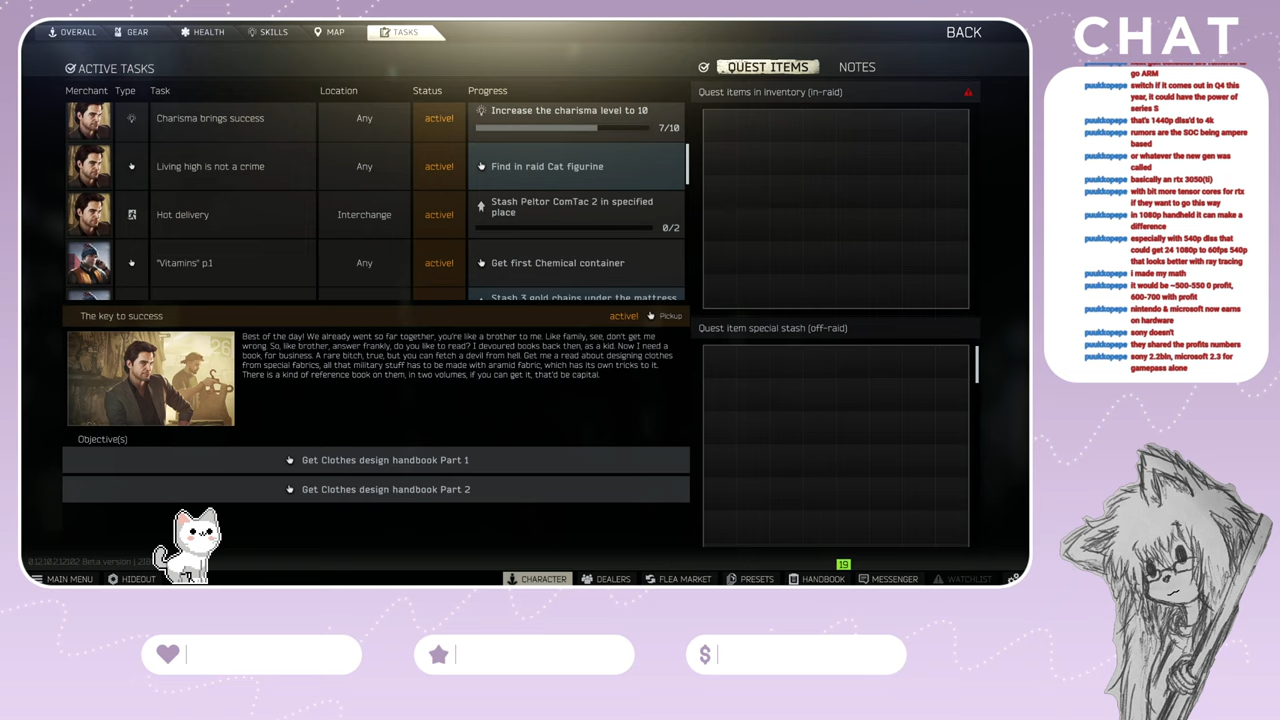 OVERALL
GEAR
HEALTH
SKILLS
MAP
TASKS
BACK
ACTIVE TASKS
Merchant Type Task Location Status Progress
Charisma brings success Any active! Increase the charisma level to 10
7/10
Living high is not a crime Any active! Find in raid Cat figurine
Hot delivery Interchange active! Stash Peltor ComTac 2 in specified
place
0/2
"Vitamins" p.1 Any active! chemical container
Stash 3 gold chains under the mattress
The key to success active! Pickup
Best of the day! We already went so far together, you're like a brother to me. Like family, see, don't get me
wrong. So, like brother, answer frankly, do you like to read? I devoured books back then, as a kid. Now I need a
book, for business. A rare bitch, true, but you can fetch a devil from hell. Get me a read about designing clothes
from special fabrics, all that military stuff has to be made with aramid fabric, which has its own tricks to it.
There is a kind of reference book on them, in two volumes, if you can get it, that'd be capital.
Objective(s)
Get Clothes design handbook Part 1
Get Clothes design handbook Part 2
QUEST ITEMS
NOTES
Quest items in inventory (in-raid)
Quest item special stash (off-raid)
0.12.10.2.12102 Beta version
19
MAIN MENU
HIDEOUT
CHARACTER
DEALERS
FLEA MARKET
PRESETS
HANDBOOK
MESSENGER
WATCHLIST
CHAT
go ARM
puukkopepe switch if it comes out in Q4 this
year, it could have the power of
series S
puukkopepe that's 1440p dlss'd to 4k
puukkopepe rumors are the SOC being ampere
based
puukkopepe or whatever the new gen was
called
puukkopepe basically an rtx 3050(ti)
puukkopepe with bit more tensor cores for rtx
if they want to go this way
puukkopepe in 1080p handheld it can make a
difference
puukkopepe especially with 540p dlss that
could get 24 1080p to 60fps 540p
that looks better with ray tracing
puukkopepe i made my math
puukkopepe it would be ~500-550 0 profit,
600-700 with profit
puukkopepe nintendo & microsoft now earns
on hardware
puukkopepe sony doesn't
puukkopepe they shared the profits numbers
puukkopepe sony 2.2bln, microsoft 2.3 for
gamepass alone
$